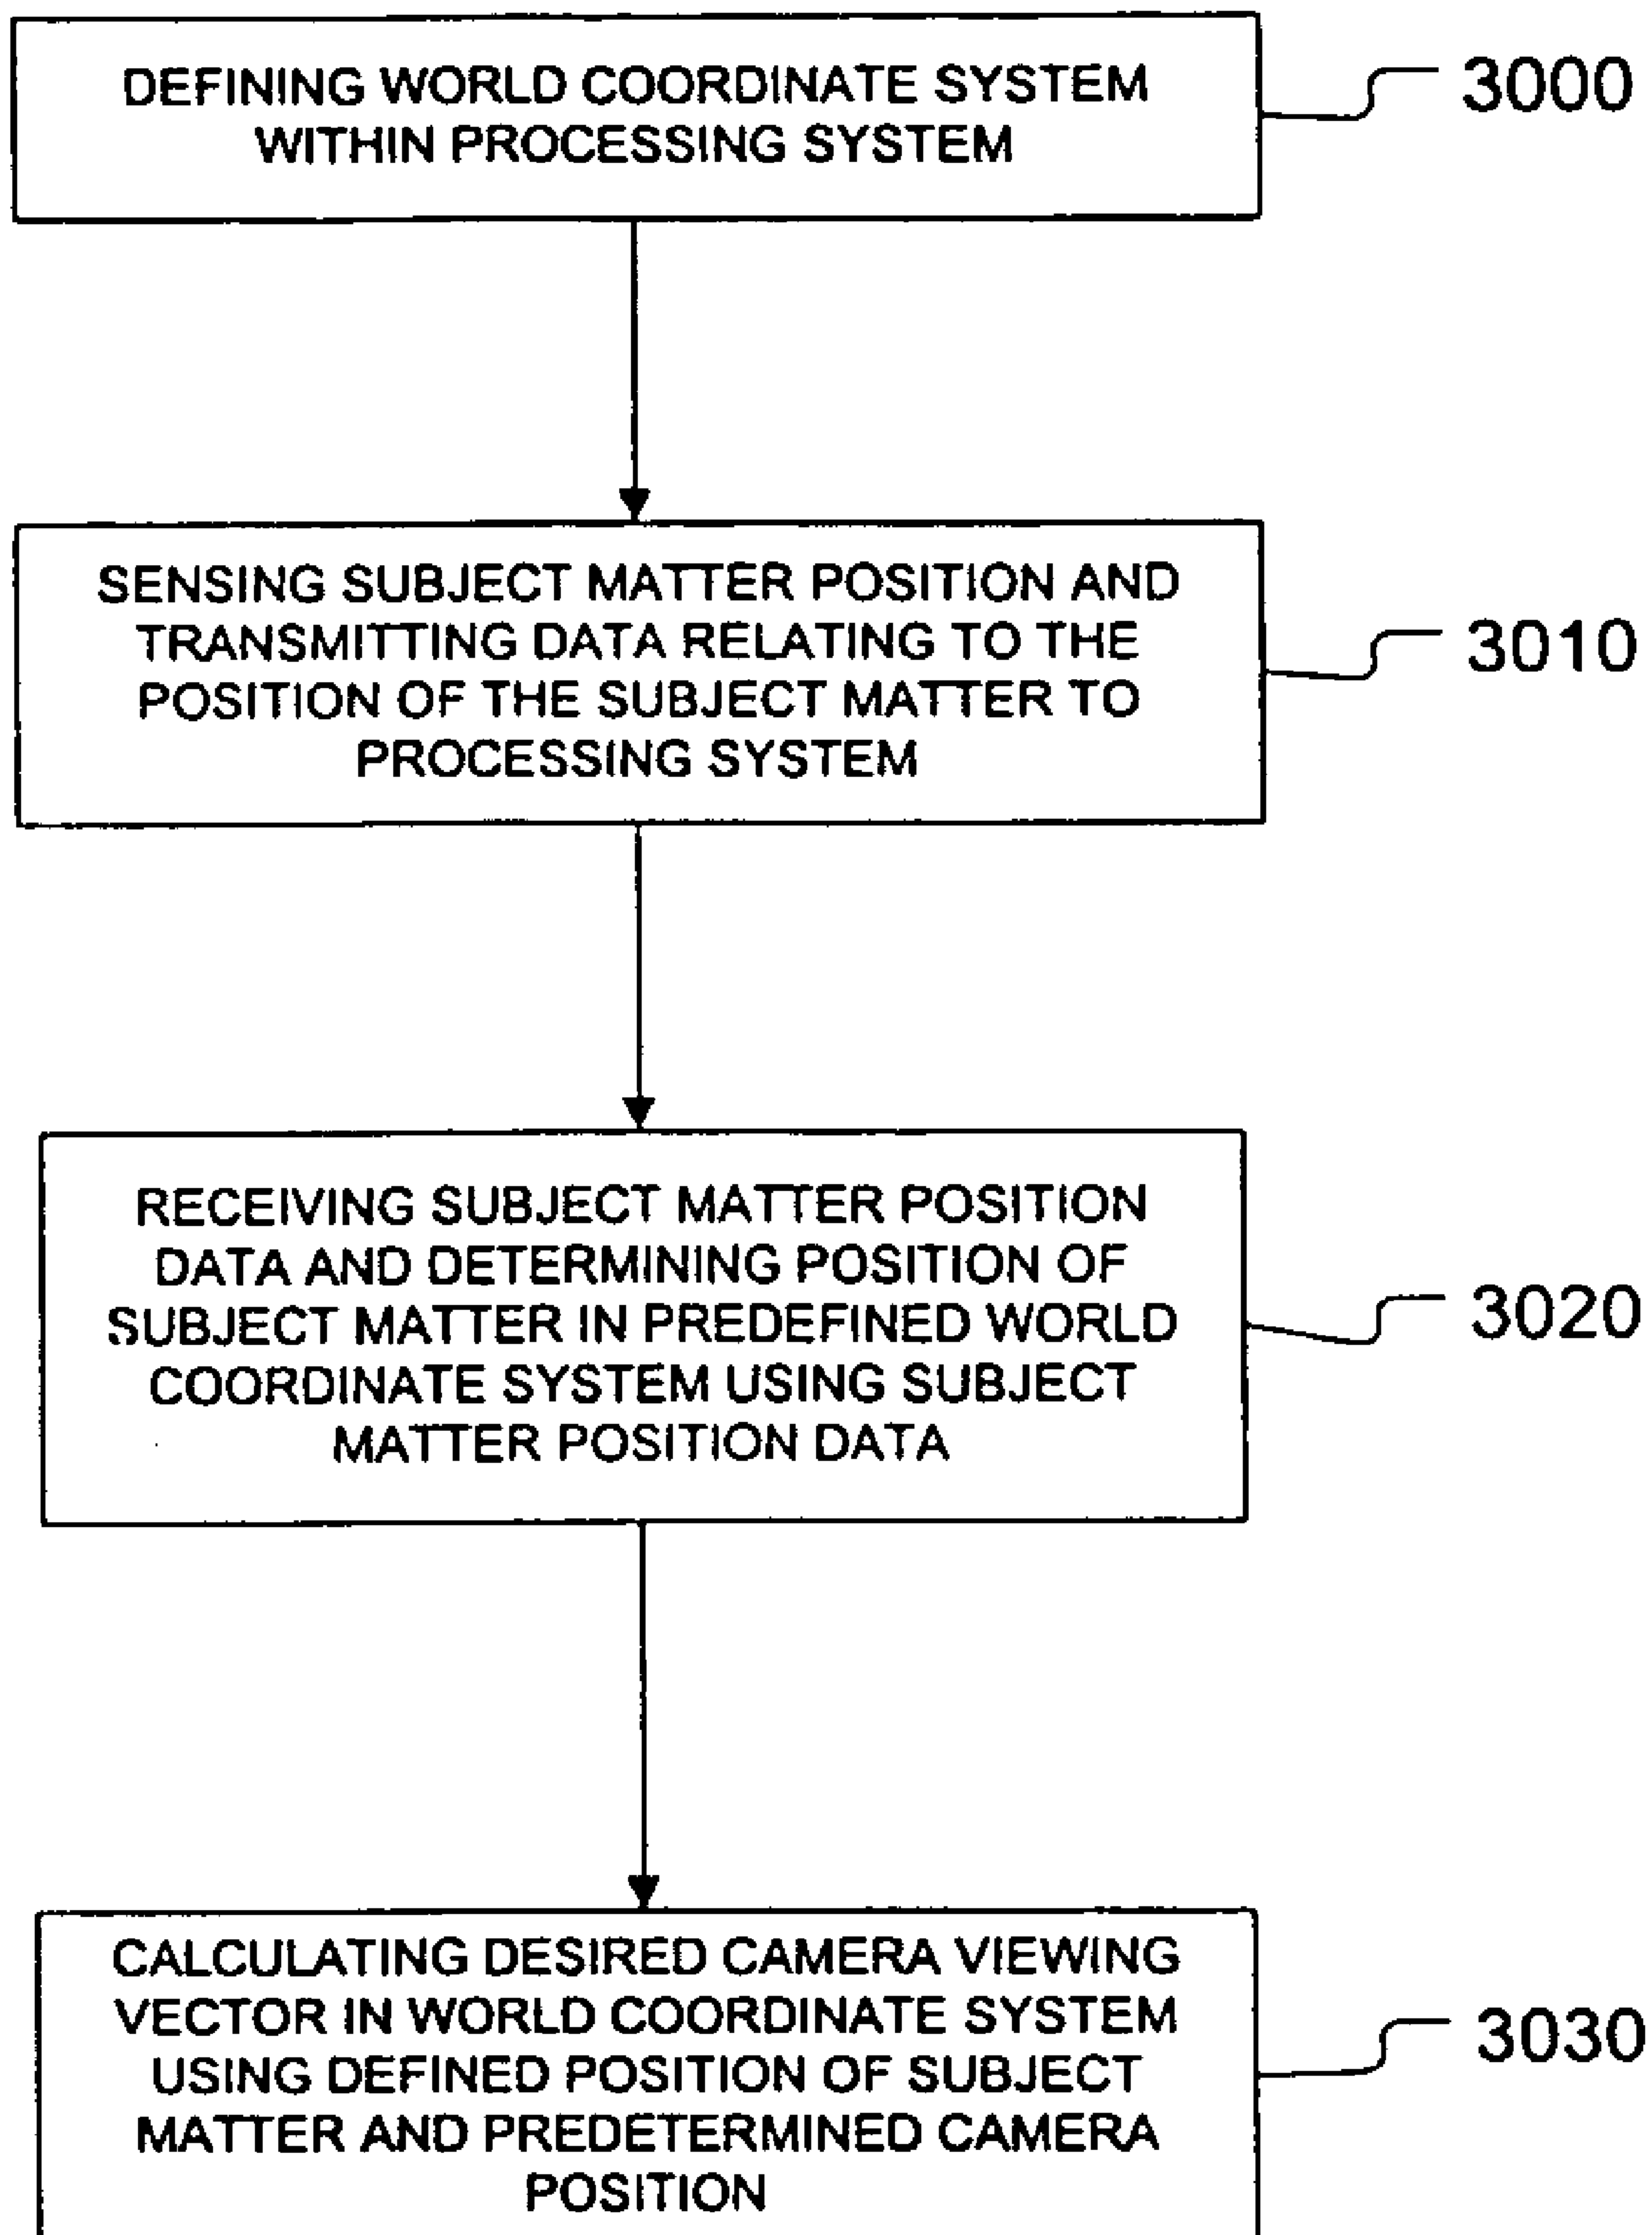 DEFINING WORLD COORDINATE SYSTEM
WITHIN PROCESSING SYSTEM
3000
SENSING SUBJECT MATTER POSITION AND
TRANSMITTING DATA RELATING TO THE
POSITION OF THE SUBJECT MATTER TO
PROCESSING SYSTEM
3010
RECEIVING SUBJECT MATTER POSITION
DATA AND DETERMINING POSITION OF
SUBJECT MATTER IN PREDEFINED WORLD
COORDINATE SYSTEM USING SUBJECT
MATTER POSITION DATA
3020
CALCULATING DESIRED CAMERA VIEWING
VECTOR IN WORLD COORDINATE SYSTEM
USING DEFINED POSITION OF SUBJECT
MATTER AND PREDETERMINED CAMERA
POSITION
3030